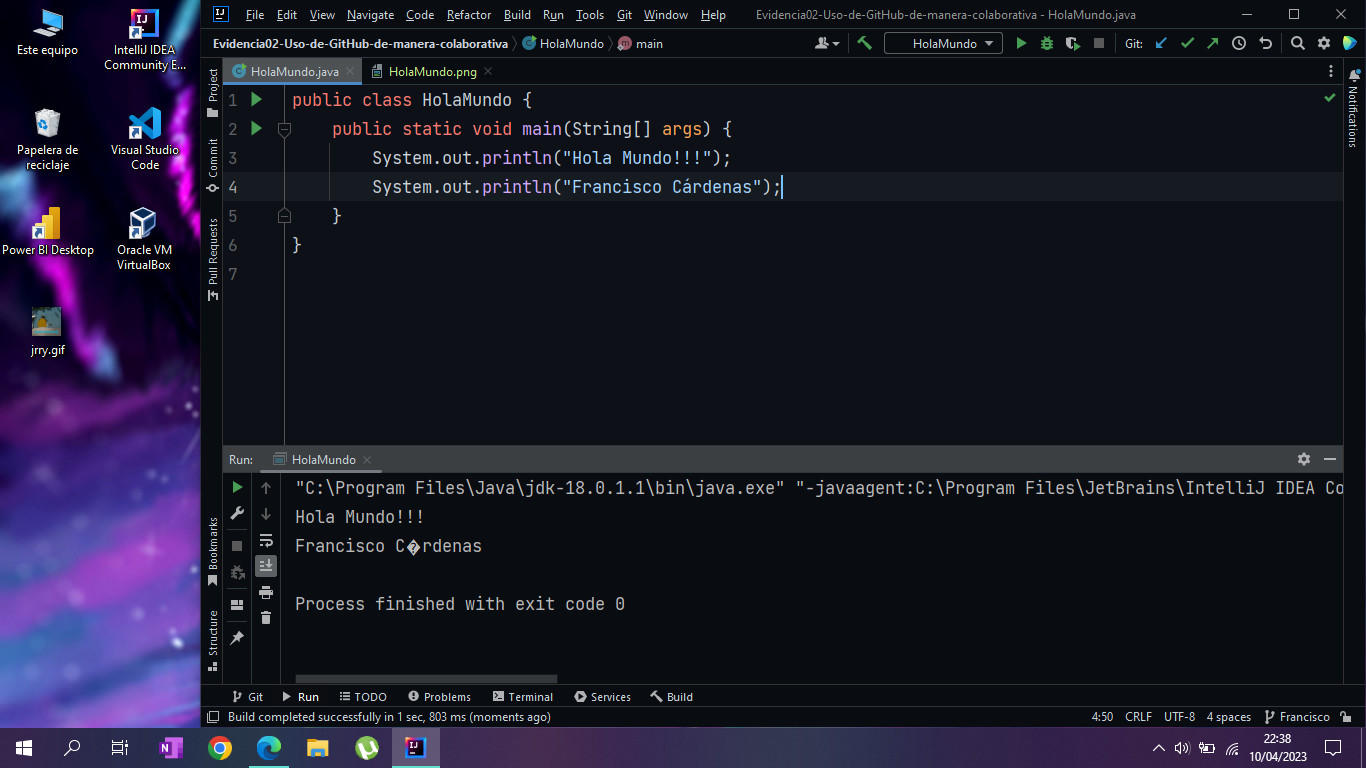 Este equipo
IntelliJ IDEA
Community E...
Papelera de
reciclaje
Visual Studio
Code
Power BI Desktop
Oracle VM
VirtualBox
jrry.gif
IJ
File Edit View Navigate Code Refactor Build Run Tools Git Window Help Evidencia02-Uso-de-GitHub-de-manera-colaborativa - HolaMundo.java
Evidencia02-Uso-de-GitHub-de-manera-colaborativa HolaMundo main HolaMundo Git:
HolaMundo.java HolaMundo.png
Project
Commit
Pull Requests
Bookmarks
Structure
Notifications
1 public class HolaMundo {
2 public static void main(String[] args) {
3 System.out.println("Hola Mundo!!!");
4 System.out.println("Francisco Cárdenas");
5 }
6 }
7
Run: HolaMundo
"C:\Program Files\Java\jdk-18.0.1.1\bin\java.exe" "-javaagent:C:\Program Files\JetBrains\IntelliJ IDEA Co
Hola Mundo!!!
Francisco C�rdenas
Process finished with exit code 0
Git Run TODO Problems Terminal Services Build
Build completed successfully in 1 sec, 803 ms (moments ago) 4:50 CRLF UTF-8 4 spaces Francisco
22:38
10/04/2023